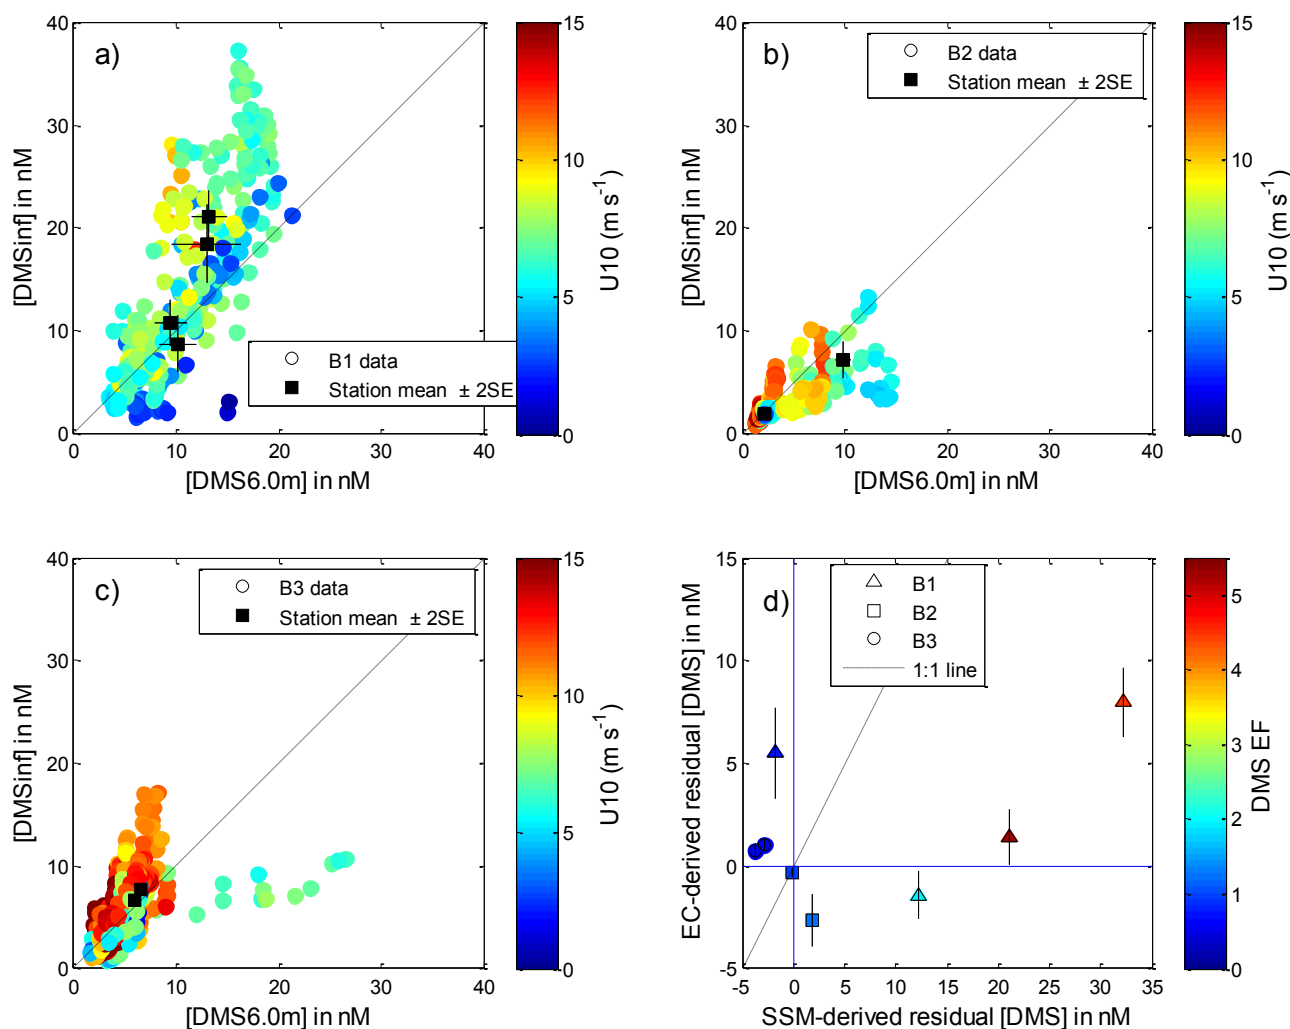 a)
B1 data
Station mean ± 2SE
40
30
20
10
0
0 10 20 30 40
[DMSinf] in nM
[DMS6.0m] in nM
15
10
5
0
U10 (m s-1)
b)
B2 data
Station mean ± 2SE
40
30
20
10
0
0 10 20 30 40
[DMSinf] in nM
[DMS6.0m] in nM
15
10
5
0
U10 (m s-1)
c)
B3 data
Station mean ± 2SE
40
30
20
10
0
0 10 20 30 40
[DMSinf] in nM
[DMS6.0m] in nM
15
10
5
0
U10 (m s-1)
d)
B1
B2
B3
1:1 line
15
10
5
0
-5
-5 0 5 10 15 20 25 30 35
EC-derived residual [DMS] in nM
SSM-derived residual [DMS] in nM
5
4
3
2
1
0
DMS EF